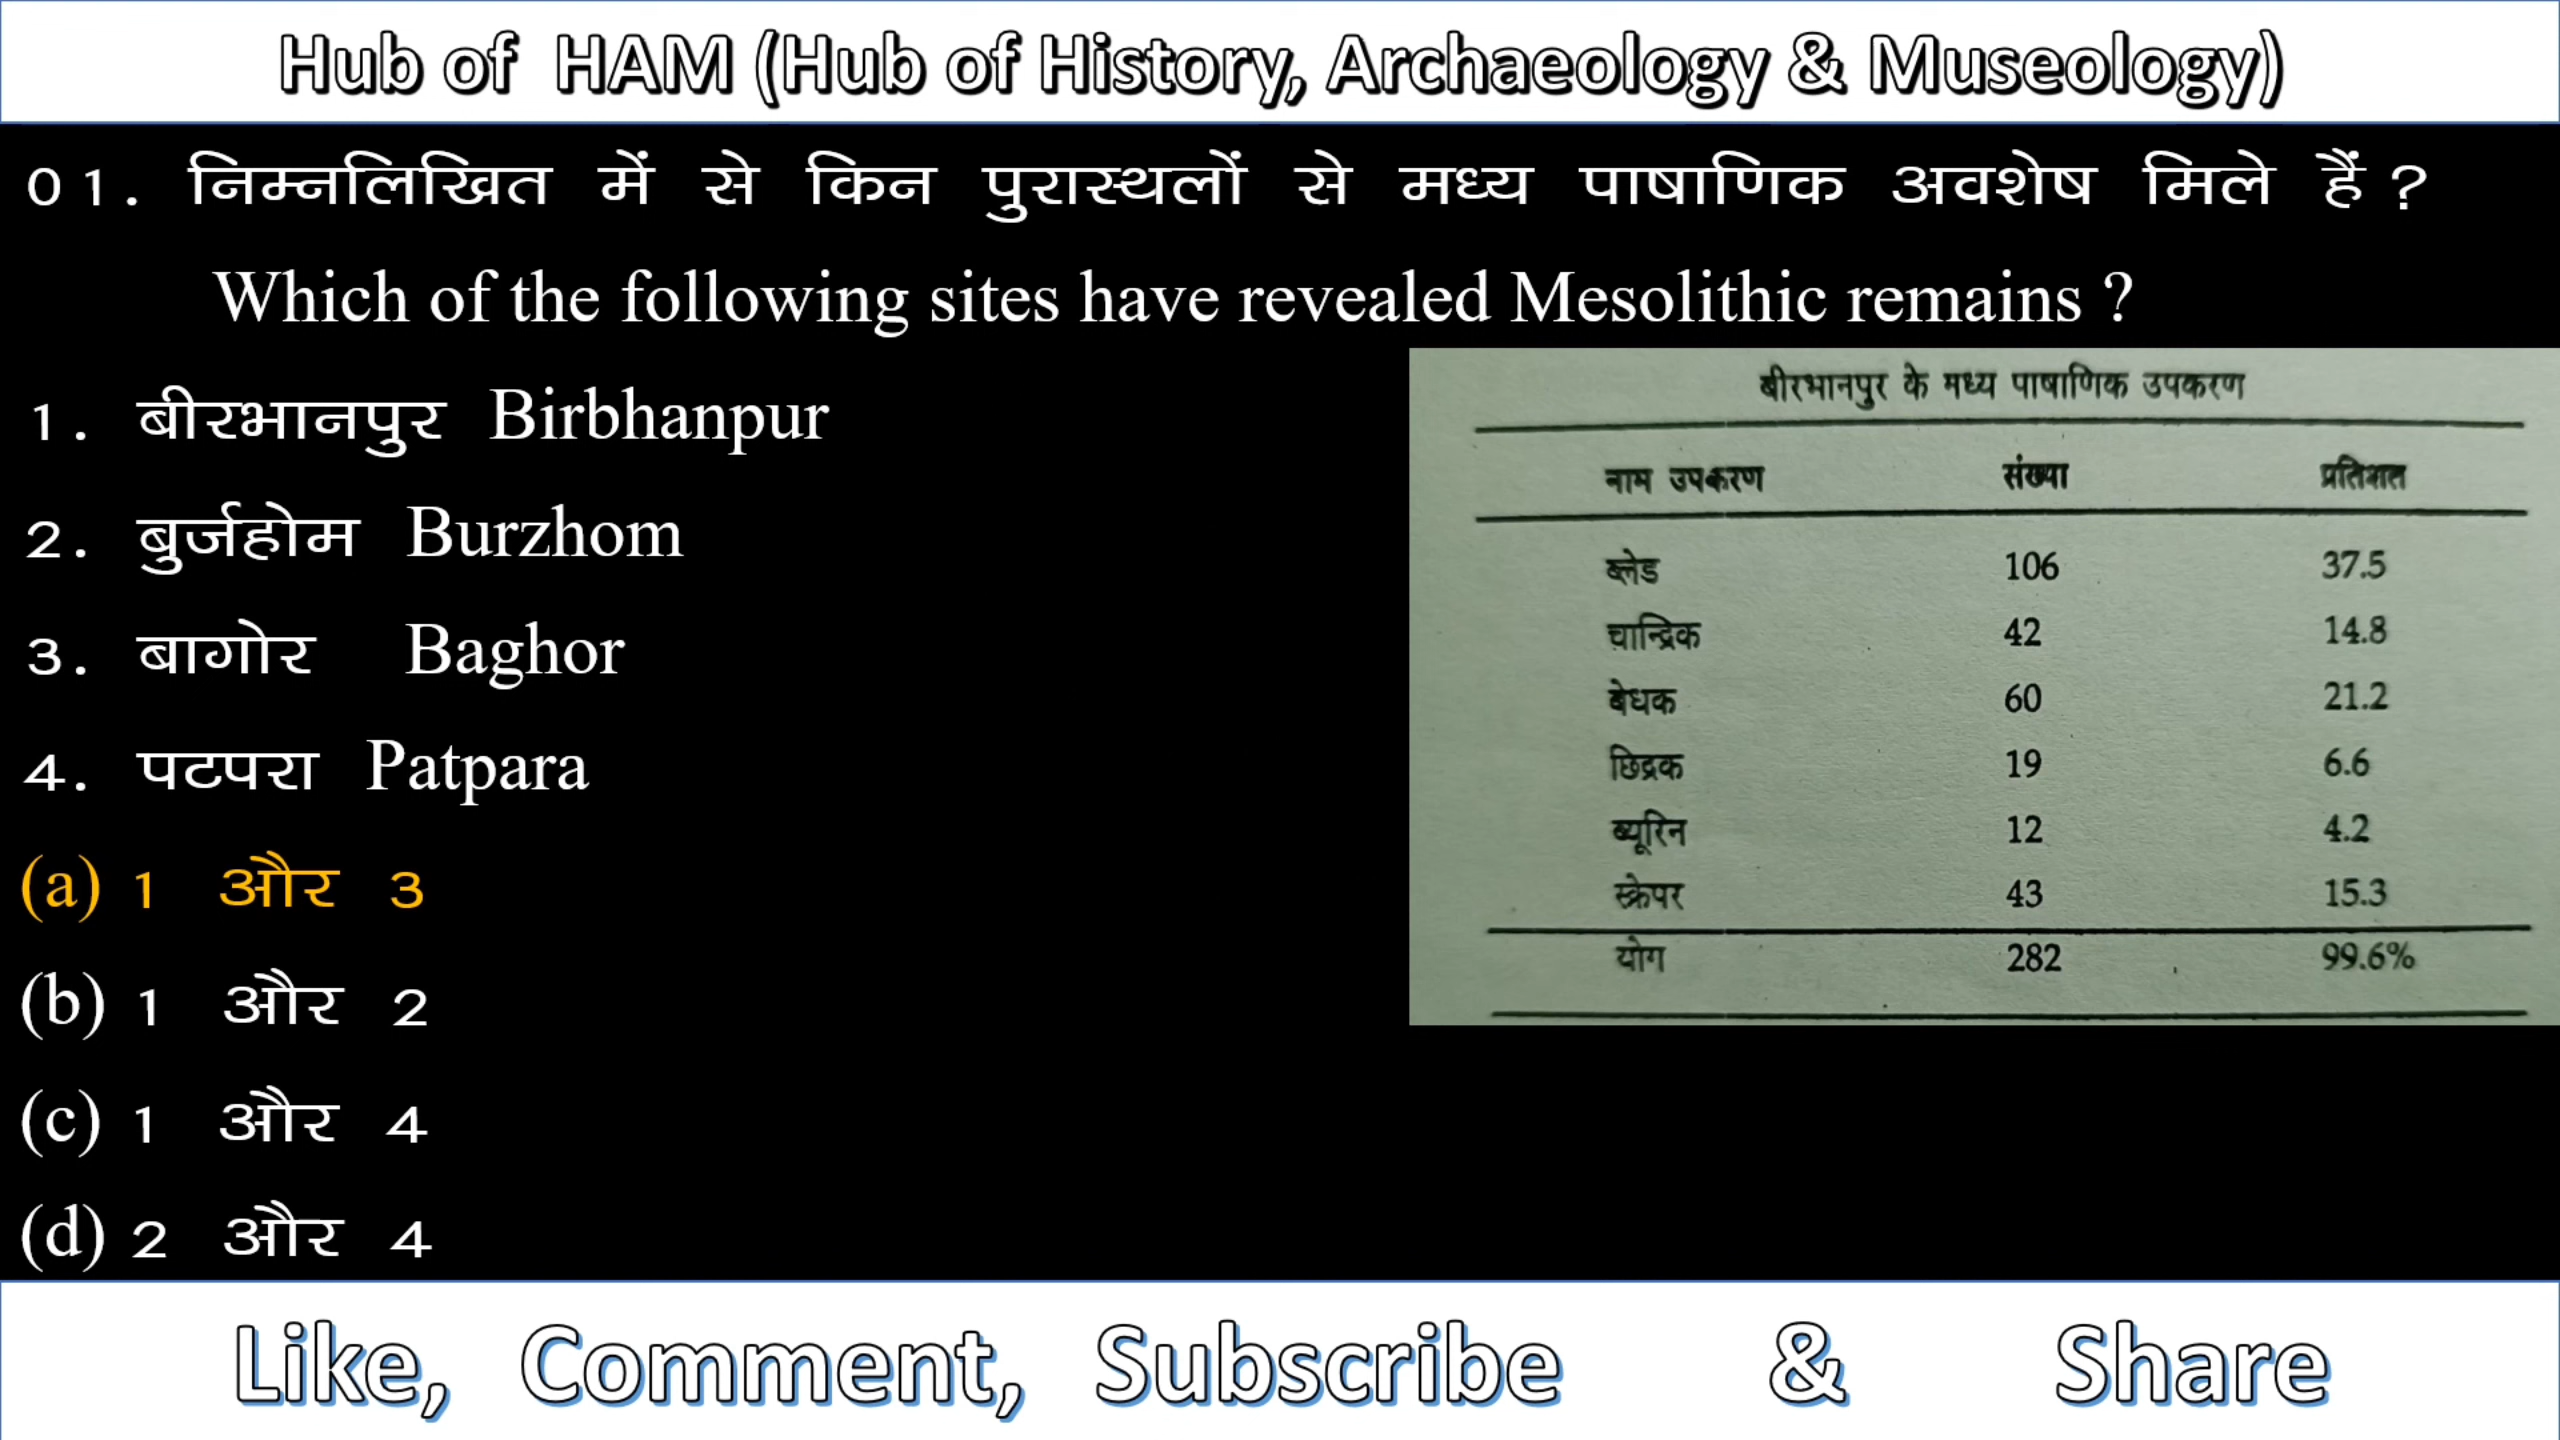 Hub of HAM (Hub of History, Archaeology & Museology)
01. निम्नलिखित में से किन पुरास्थलों से मध्य पाषाणिक अवशेष मिले हैं ?
Which of the following sites have revealed Mesolithic remains ?
1. बीरभानपुर Birbhanpur
2. बुर्जहोम Burzhom
3. बागोर Baghor
4. पटपरा Patpara
(a) 1 और 3
(b) 1 और 2
(c) 1 और 4
(d) 2 और 4
बीरभानपुर के मध्य पाषाणिक उपकरण
नाम उपकरण संख्या प्रतिशत
ब्लेड 106 37.5
चान्द्रिक 42 14.8
बेधक 60 21.2
छिद्रक 19 6.6
ब्यूरिन 12 4.2
स्क्रेपर 43 15.3
योग 282 99.6%
Like, Comment, Subscribe & Share